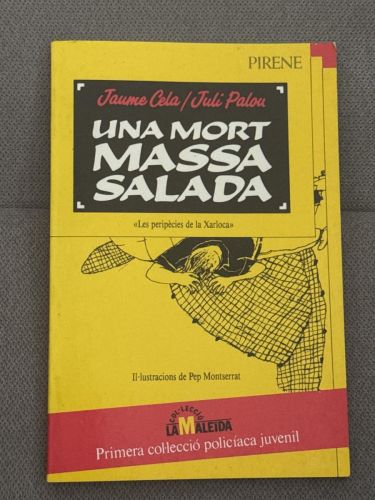 PIRENE
Jaume Cela / Juli Palou
UNA MORT
MASSA
SALADA
«Les peripècies de la Xarloca»
Il·lustracions de Pep Montserrat
COL·LECCIÓ
LA MALEIDA
Primera col·lecció policíaca juvenil